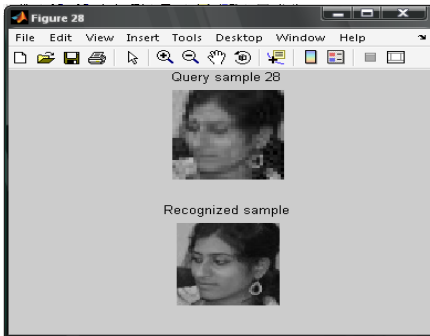 Figure 28
File Edit View Insert Tools Desktop Window Help
Query sample 28
Recognized sample